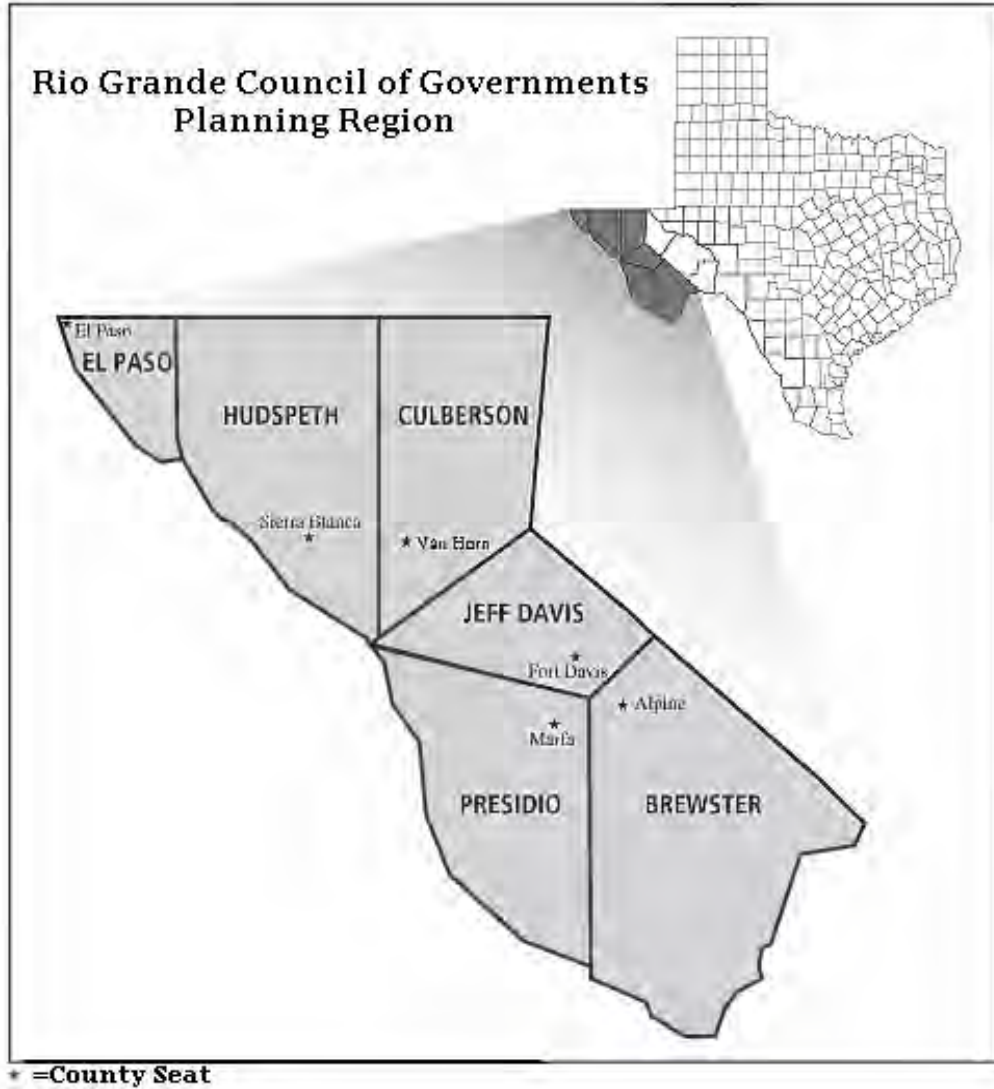 Rio Grande Council of Governments
Planning Region
El Paso
EL PASO
HUDSPETH
CULBERSON
Sierra Blanca
Van Horn
JEFF DAVIS
Fort Davis
Alpine
Marfa
PRESIDIO
BREWSTER
* =County Seat